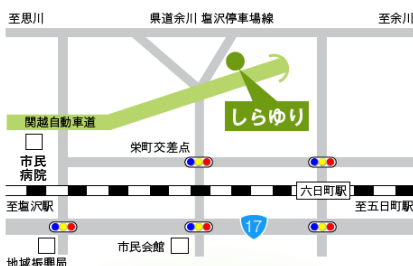 至思川
県道余川 塩沢停車場線
至余川
しらゆり
関越自動車道
市民
病院
栄町交差点
六日町駅
至塩沢駅
至五日町駅
17
市民会館
地域振興局